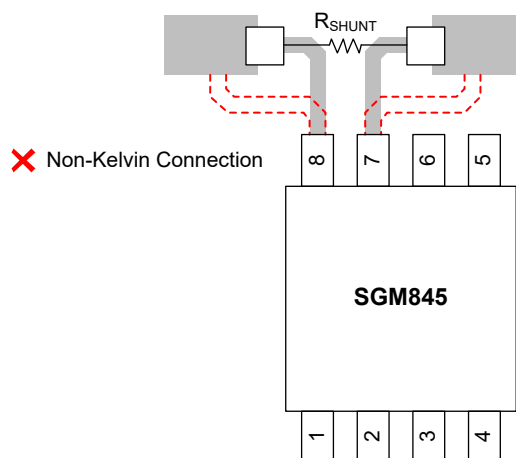 RSHUNT
Non-Kelvin Connection
8 7 6 5
SGM845
1 2 3 4